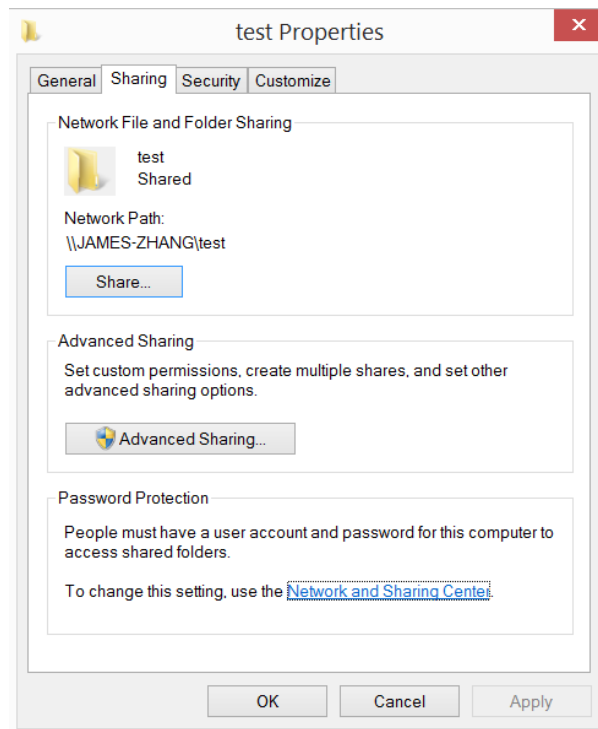 test Properties
General Sharing Security Customize
Network File and Folder Sharing
test
Shared
Network Path:
\\JAMES-ZHANG\test
Share...
Advanced Sharing
Set custom permissions, create multiple shares, and set other
advanced sharing options.
Advanced Sharing...
Password Protection
People must have a user account and password for this computer to
access shared folders.
To change this setting, use the Network and Sharing Center.
OK Cancel Apply